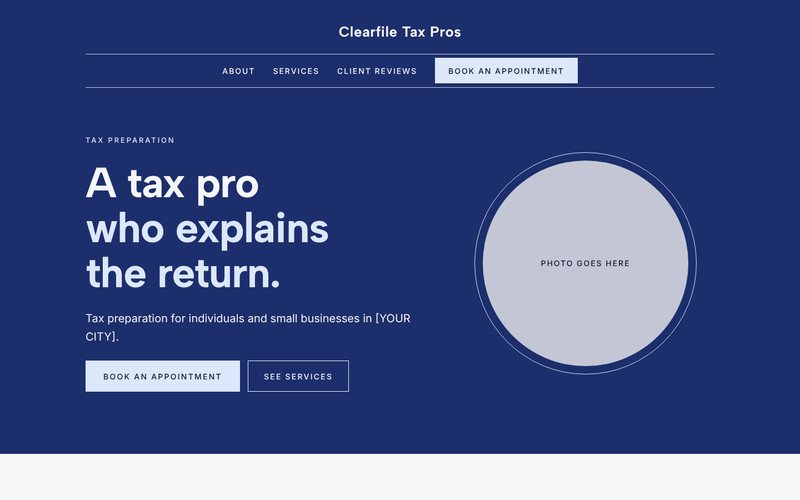 Clearfile Tax Pros
ABOUT SERVICES CLIENT REVIEWS BOOK AN APPOINTMENT
TAX PREPARATION
A tax pro
who explains
the return.
Tax preparation for individuals and small businesses in [YOUR
CITY].
BOOK AN APPOINTMENT SEE SERVICES
PHOTO GOES HERE